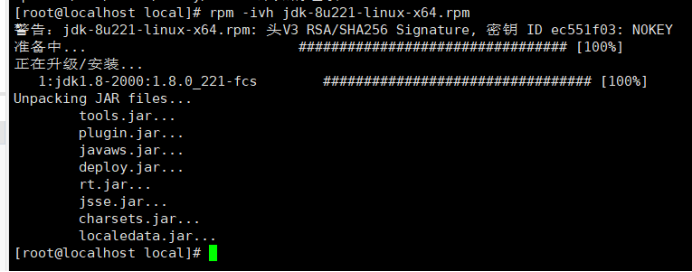 [root@localhost local]# rpm -ivh jdk-8u221-linux-x64.rpm
警告：jdk-8u221-linux-x64.rpm: 头V3 RSA/SHA256 Signature, 密钥 ID ec551f03: NOKEY
准备中... ################################# [100%]
正在升级/安装...
1:jdk1.8-2000:1.8.0_221-fcs ################################# [100%]
Unpacking JAR files...
tools.jar...
plugin.jar...
javaws.jar...
deploy.jar...
rt.jar...
jsse.jar...
charsets.jar...
localedata.jar...
[root@localhost local]#